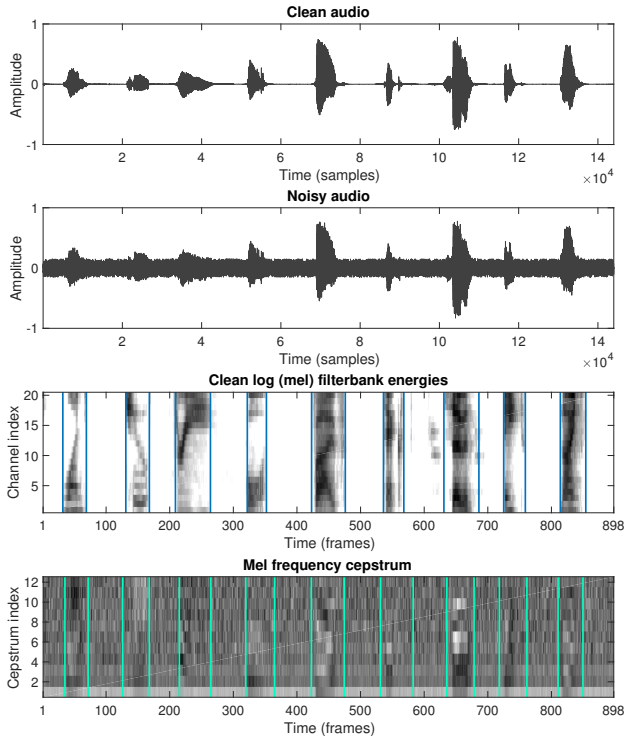 Clean audio
1
0
-1
Amplitude
2 4 6 8 10 12 14
Time (samples)
×10⁴
Noisy audio
1
0
-1
Amplitude
2 4 6 8 10 12 14
Time (samples)
×10⁴
Clean log (mel) filterbank energies
20
15
10
5
Channel index
1 100 200 300 400 500 600 700 800 898
Time (frames)
Mel frequency cepstrum
12
10
8
6
4
2
Cepstrum index
1 100 200 300 400 500 600 700 800 898
Time (frames)